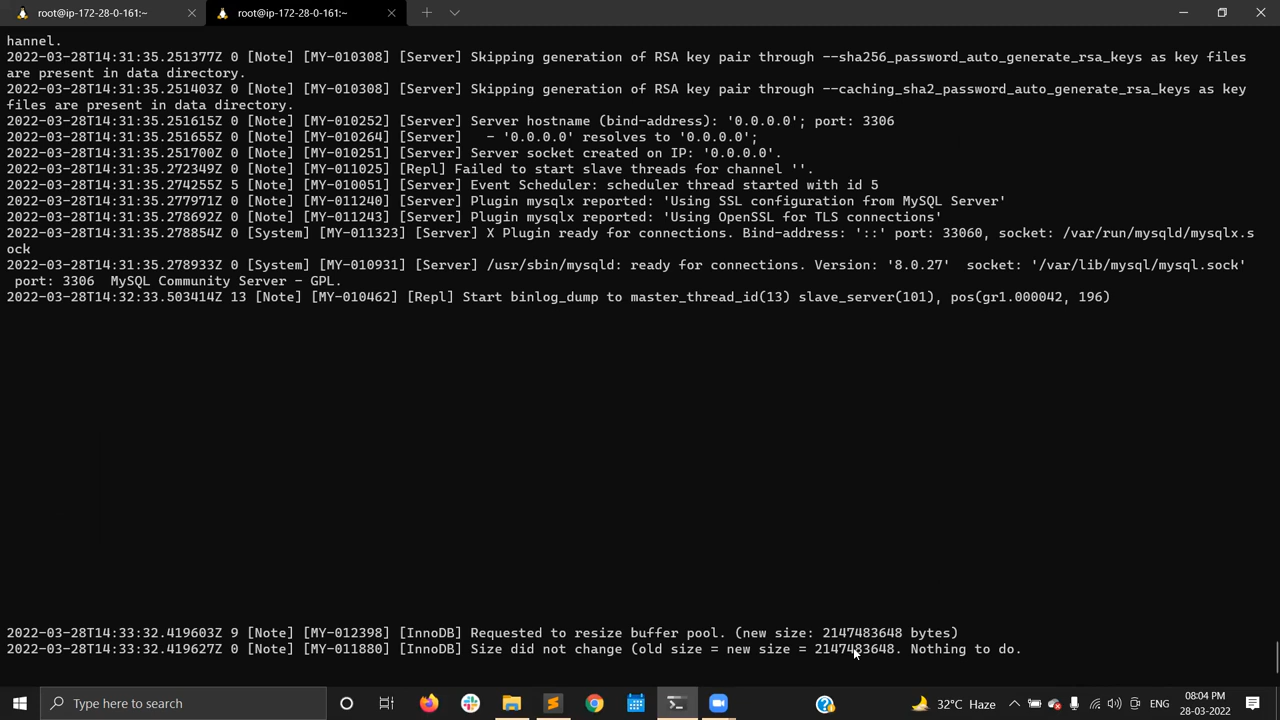 root@ip-172-28-0-161:~ root@ip-172-28-0-161:~
hannel.
2022-03-28T14:31:35.251377Z 0 [Note] [MY-010308] [Server] Skipping generation of RSA key pair through --sha256_password_auto_generate_rsa_keys as key files
are present in data directory.
2022-03-28T14:31:35.251403Z 0 [Note] [MY-010308] [Server] Skipping generation of RSA key pair through --caching_sha2_password_auto_generate_rsa_keys as key
files are present in data directory.
2022-03-28T14:31:35.251615Z 0 [Note] [MY-010252] [Server] Server hostname (bind-address): '0.0.0.0'; port: 3306
2022-03-28T14:31:35.251655Z 0 [Note] [MY-010264] [Server]   - '0.0.0.0' resolves to '0.0.0.0';
2022-03-28T14:31:35.251700Z 0 [Note] [MY-010251] [Server] Server socket created on IP: '0.0.0.0'.
2022-03-28T14:31:35.272349Z 0 [Note] [MY-011025] [Repl] Failed to start slave threads for channel ''.
2022-03-28T14:31:35.274255Z 5 [Note] [MY-010051] [Server] Event Scheduler: scheduler thread started with id 5
2022-03-28T14:31:35.277971Z 0 [Note] [MY-011240] [Server] Plugin mysqlx reported: 'Using SSL configuration from MySQL Server'
2022-03-28T14:31:35.278692Z 0 [Note] [MY-011243] [Server] Plugin mysqlx reported: 'Using OpenSSL for TLS connections'
2022-03-28T14:31:35.278854Z 0 [System] [MY-011323] [Server] X Plugin ready for connections. Bind-address: '::' port: 33060, socket: /var/run/mysqld/mysqlx.s
ock
2022-03-28T14:31:35.278933Z 0 [System] [MY-010931] [Server] /usr/sbin/mysqld: ready for connections. Version: '8.0.27'  socket: '/var/lib/mysql/mysql.sock'
port: 3306  MySQL Community Server - GPL.
2022-03-28T14:32:33.503414Z 13 [Note] [MY-010462] [Repl] Start binlog_dump to master_thread_id(13) slave_server(101), pos(gr1.000042, 196)
2022-03-28T14:33:32.419603Z 9 [Note] [MY-012398] [InnoDB] Requested to resize buffer pool. (new size: 2147483648 bytes)
2022-03-28T14:33:32.419627Z 0 [Note] [MY-011880] [InnoDB] Size did not change (old size = new size = 2147483648. Nothing to do.
Type here to search 32°C Haze ENG 08:04 PM
28-03-2022